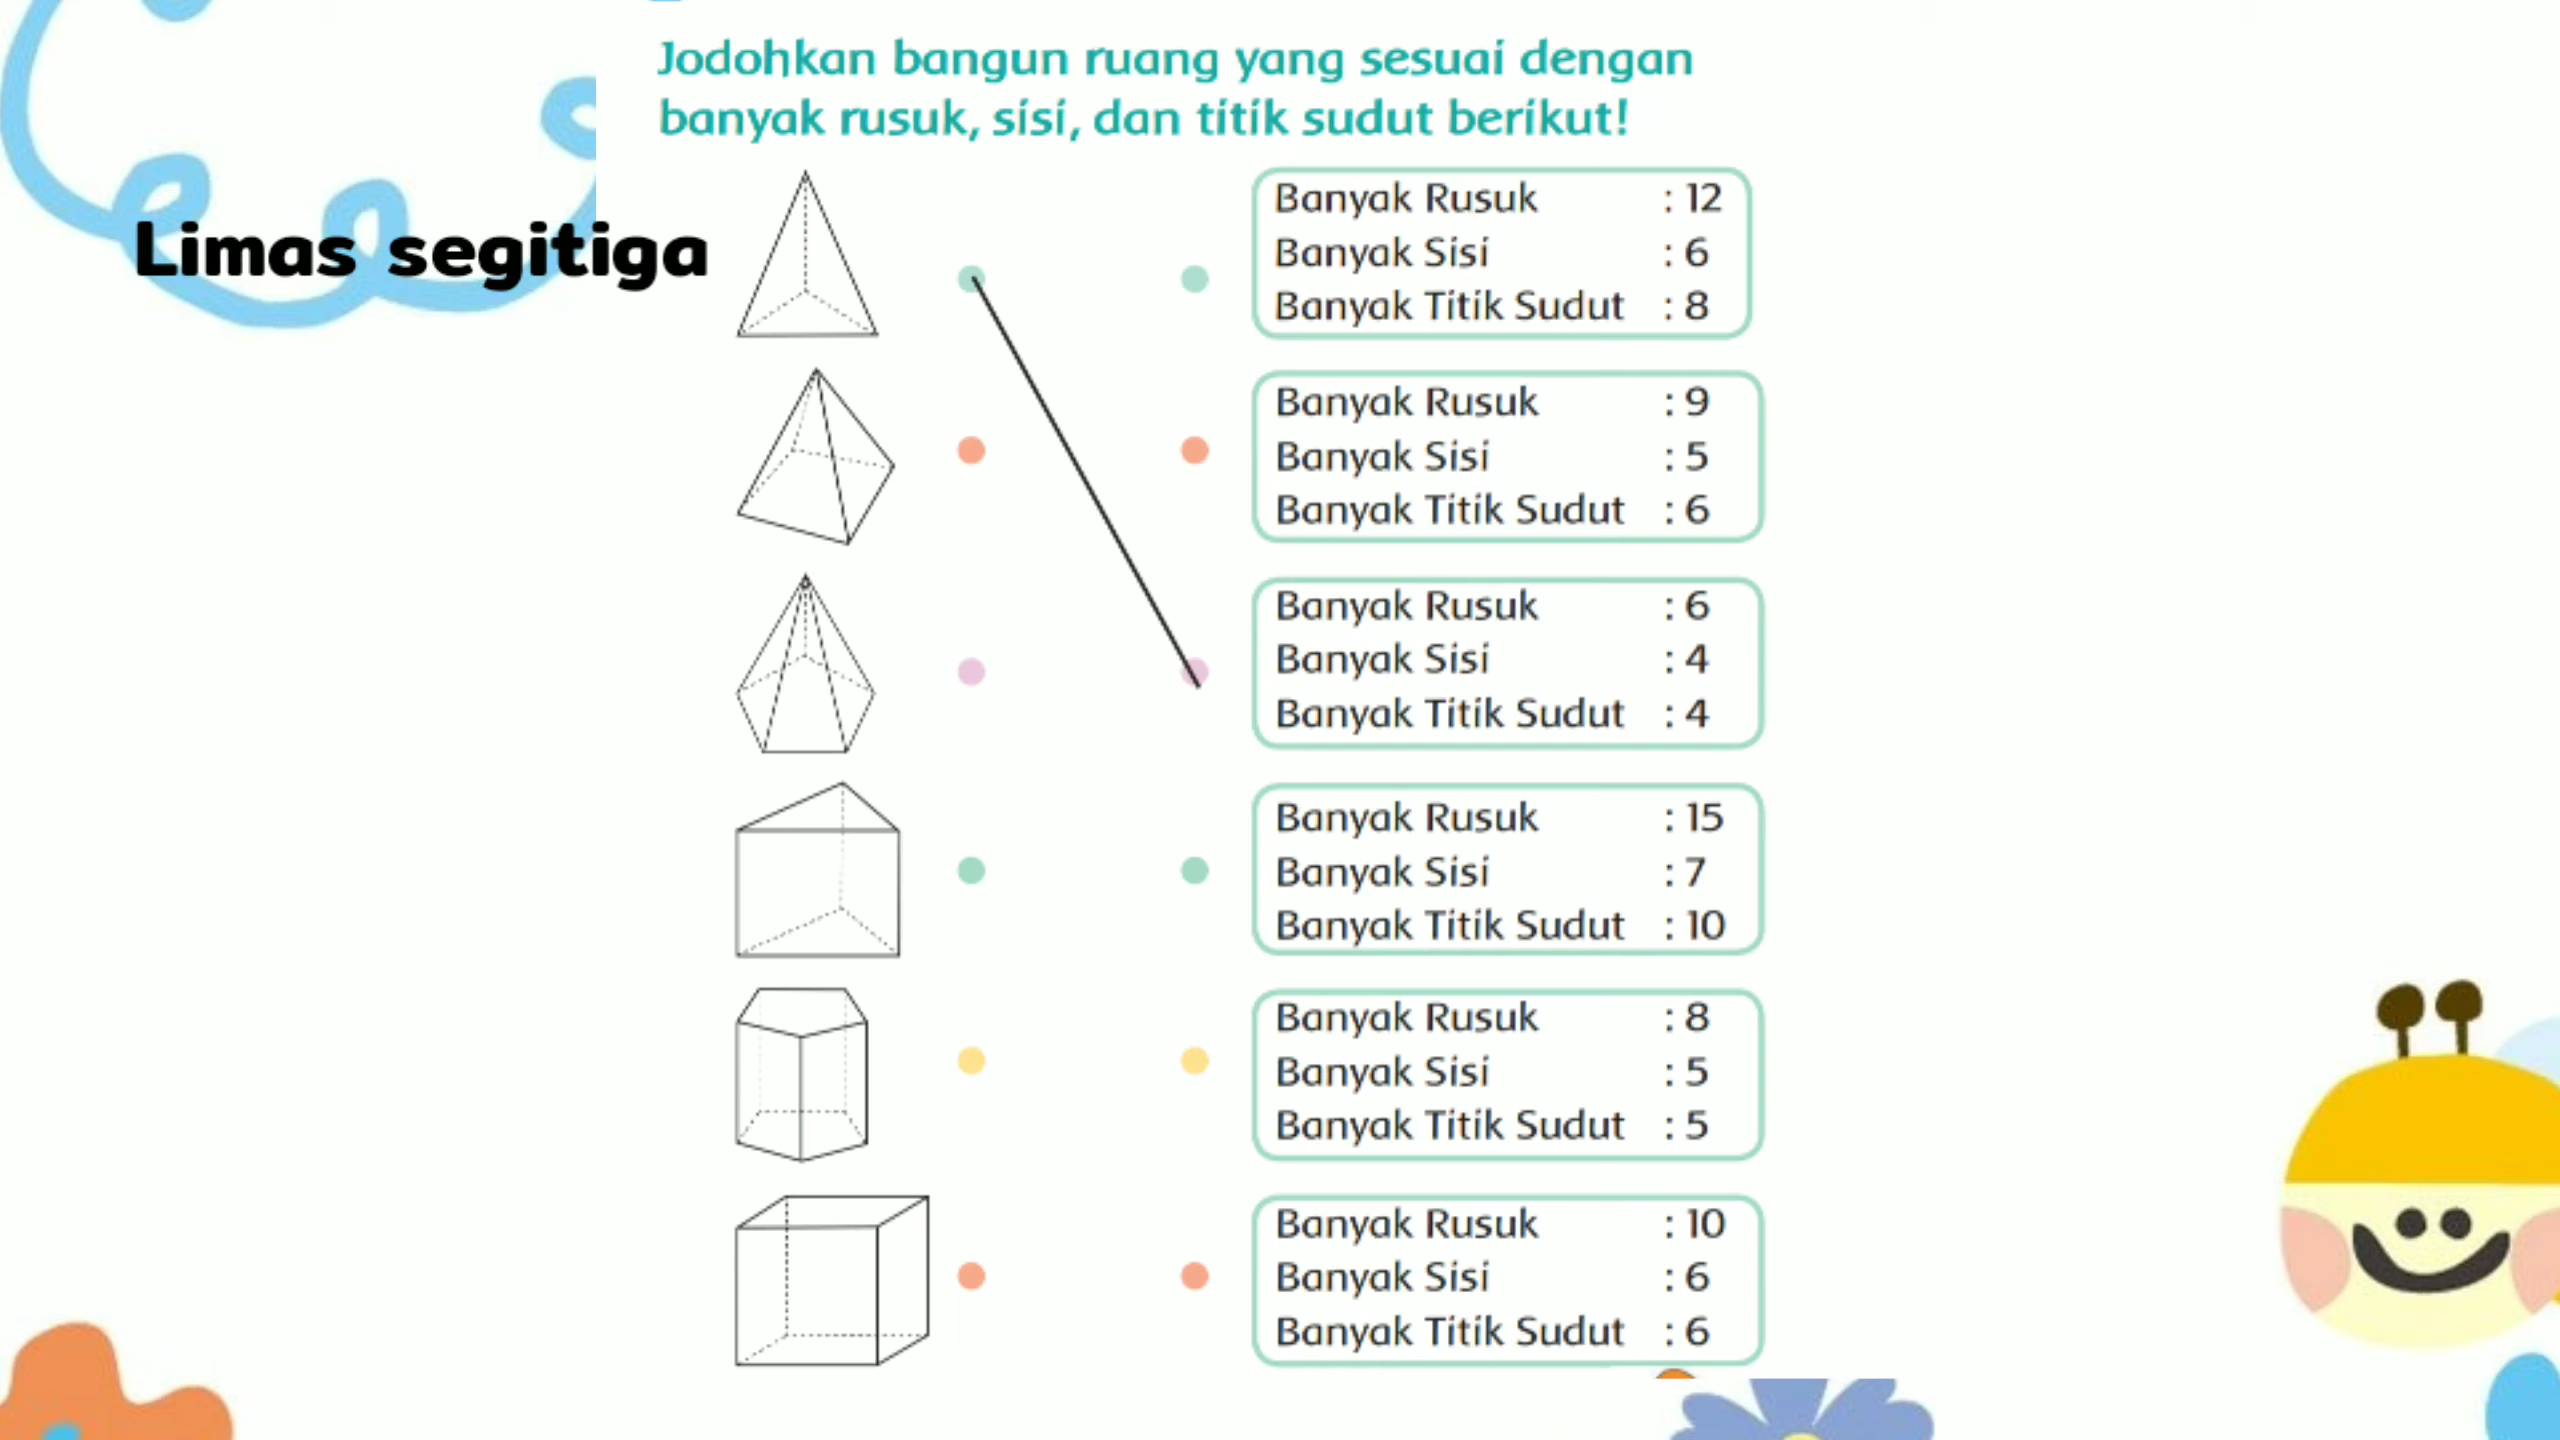 Jodohkan bangun ruang yang sesuai dengan
banyak rusuk, sisi, dan titik sudut berikut!
Limas segitiga
Banyak Rusuk : 12
Banyak Sisi : 6
Banyak Titik Sudut : 8
Banyak Rusuk : 9
Banyak Sisi : 5
Banyak Titik Sudut : 6
Banyak Rusuk : 6
Banyak Sisi : 4
Banyak Titik Sudut : 4
Banyak Rusuk : 15
Banyak Sisi : 7
Banyak Titik Sudut : 10
Banyak Rusuk : 8
Banyak Sisi : 5
Banyak Titik Sudut : 5
Banyak Rusuk : 10
Banyak Sisi : 6
Banyak Titik Sudut : 6